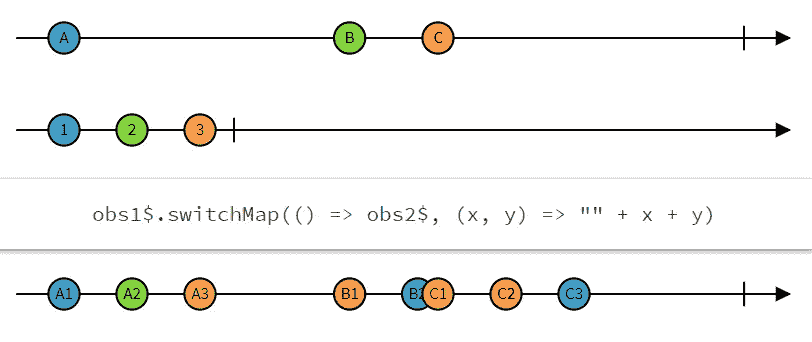 A B C
1 2 3
obs1$.switchMap(() => obs2$, (x, y) => "" + x + y)
A1 A2 A3 B1 B2 C1 C2 C3